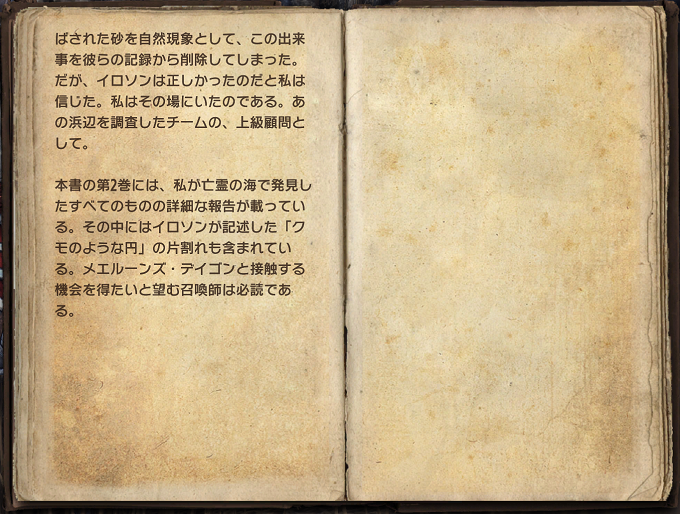 ばされた砂を自然現象として、この出来
事を彼らの記録から削除してしまった。
だが、イロソンは正しかったのだと私は
信じた。私はその場にいたのである。あ
の浜辺を調査したチームの、上級顧問と
して。
本書の第2巻には、私が亡霊の海で発見し
たすべてのものの詳細な報告が載ってい
る。その中にはイロソンが記述した「ク
モのような円」の片割れも含まれてい
る。メエルーンズ・デイゴンと接触する
機会を得たいと望む召喚師は必読であ
る。